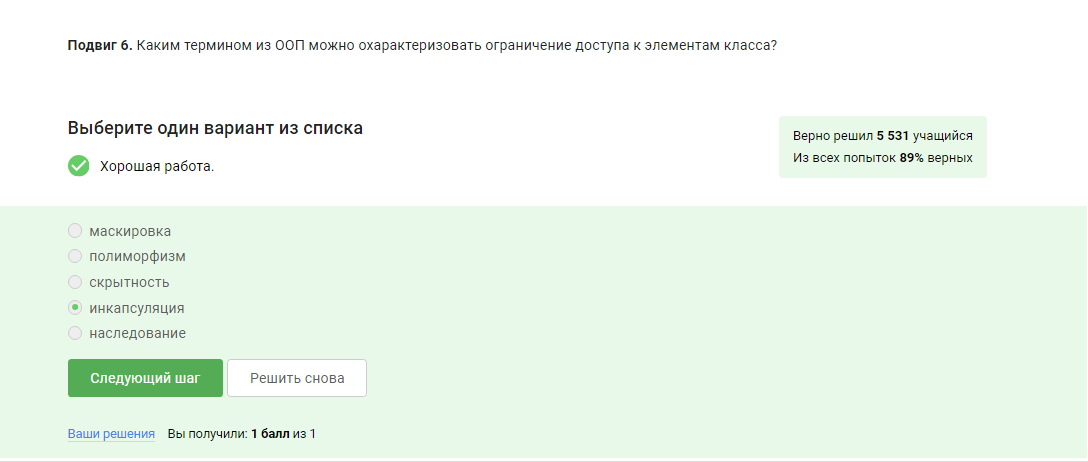 Подвиг 6. Каким термином из ООП можно охарактеризовать ограничение доступа к элементам класса?
Выберите один вариант из списка
Хорошая работа.
Верно решил 5 531 учащийся
Из всех попыток 89% верных
маскировка
полиморфизм
скрытность
инкапсуляция
наследование
Следующий шаг
Решить снова
Ваши решения Вы получили: 1 балл из 1